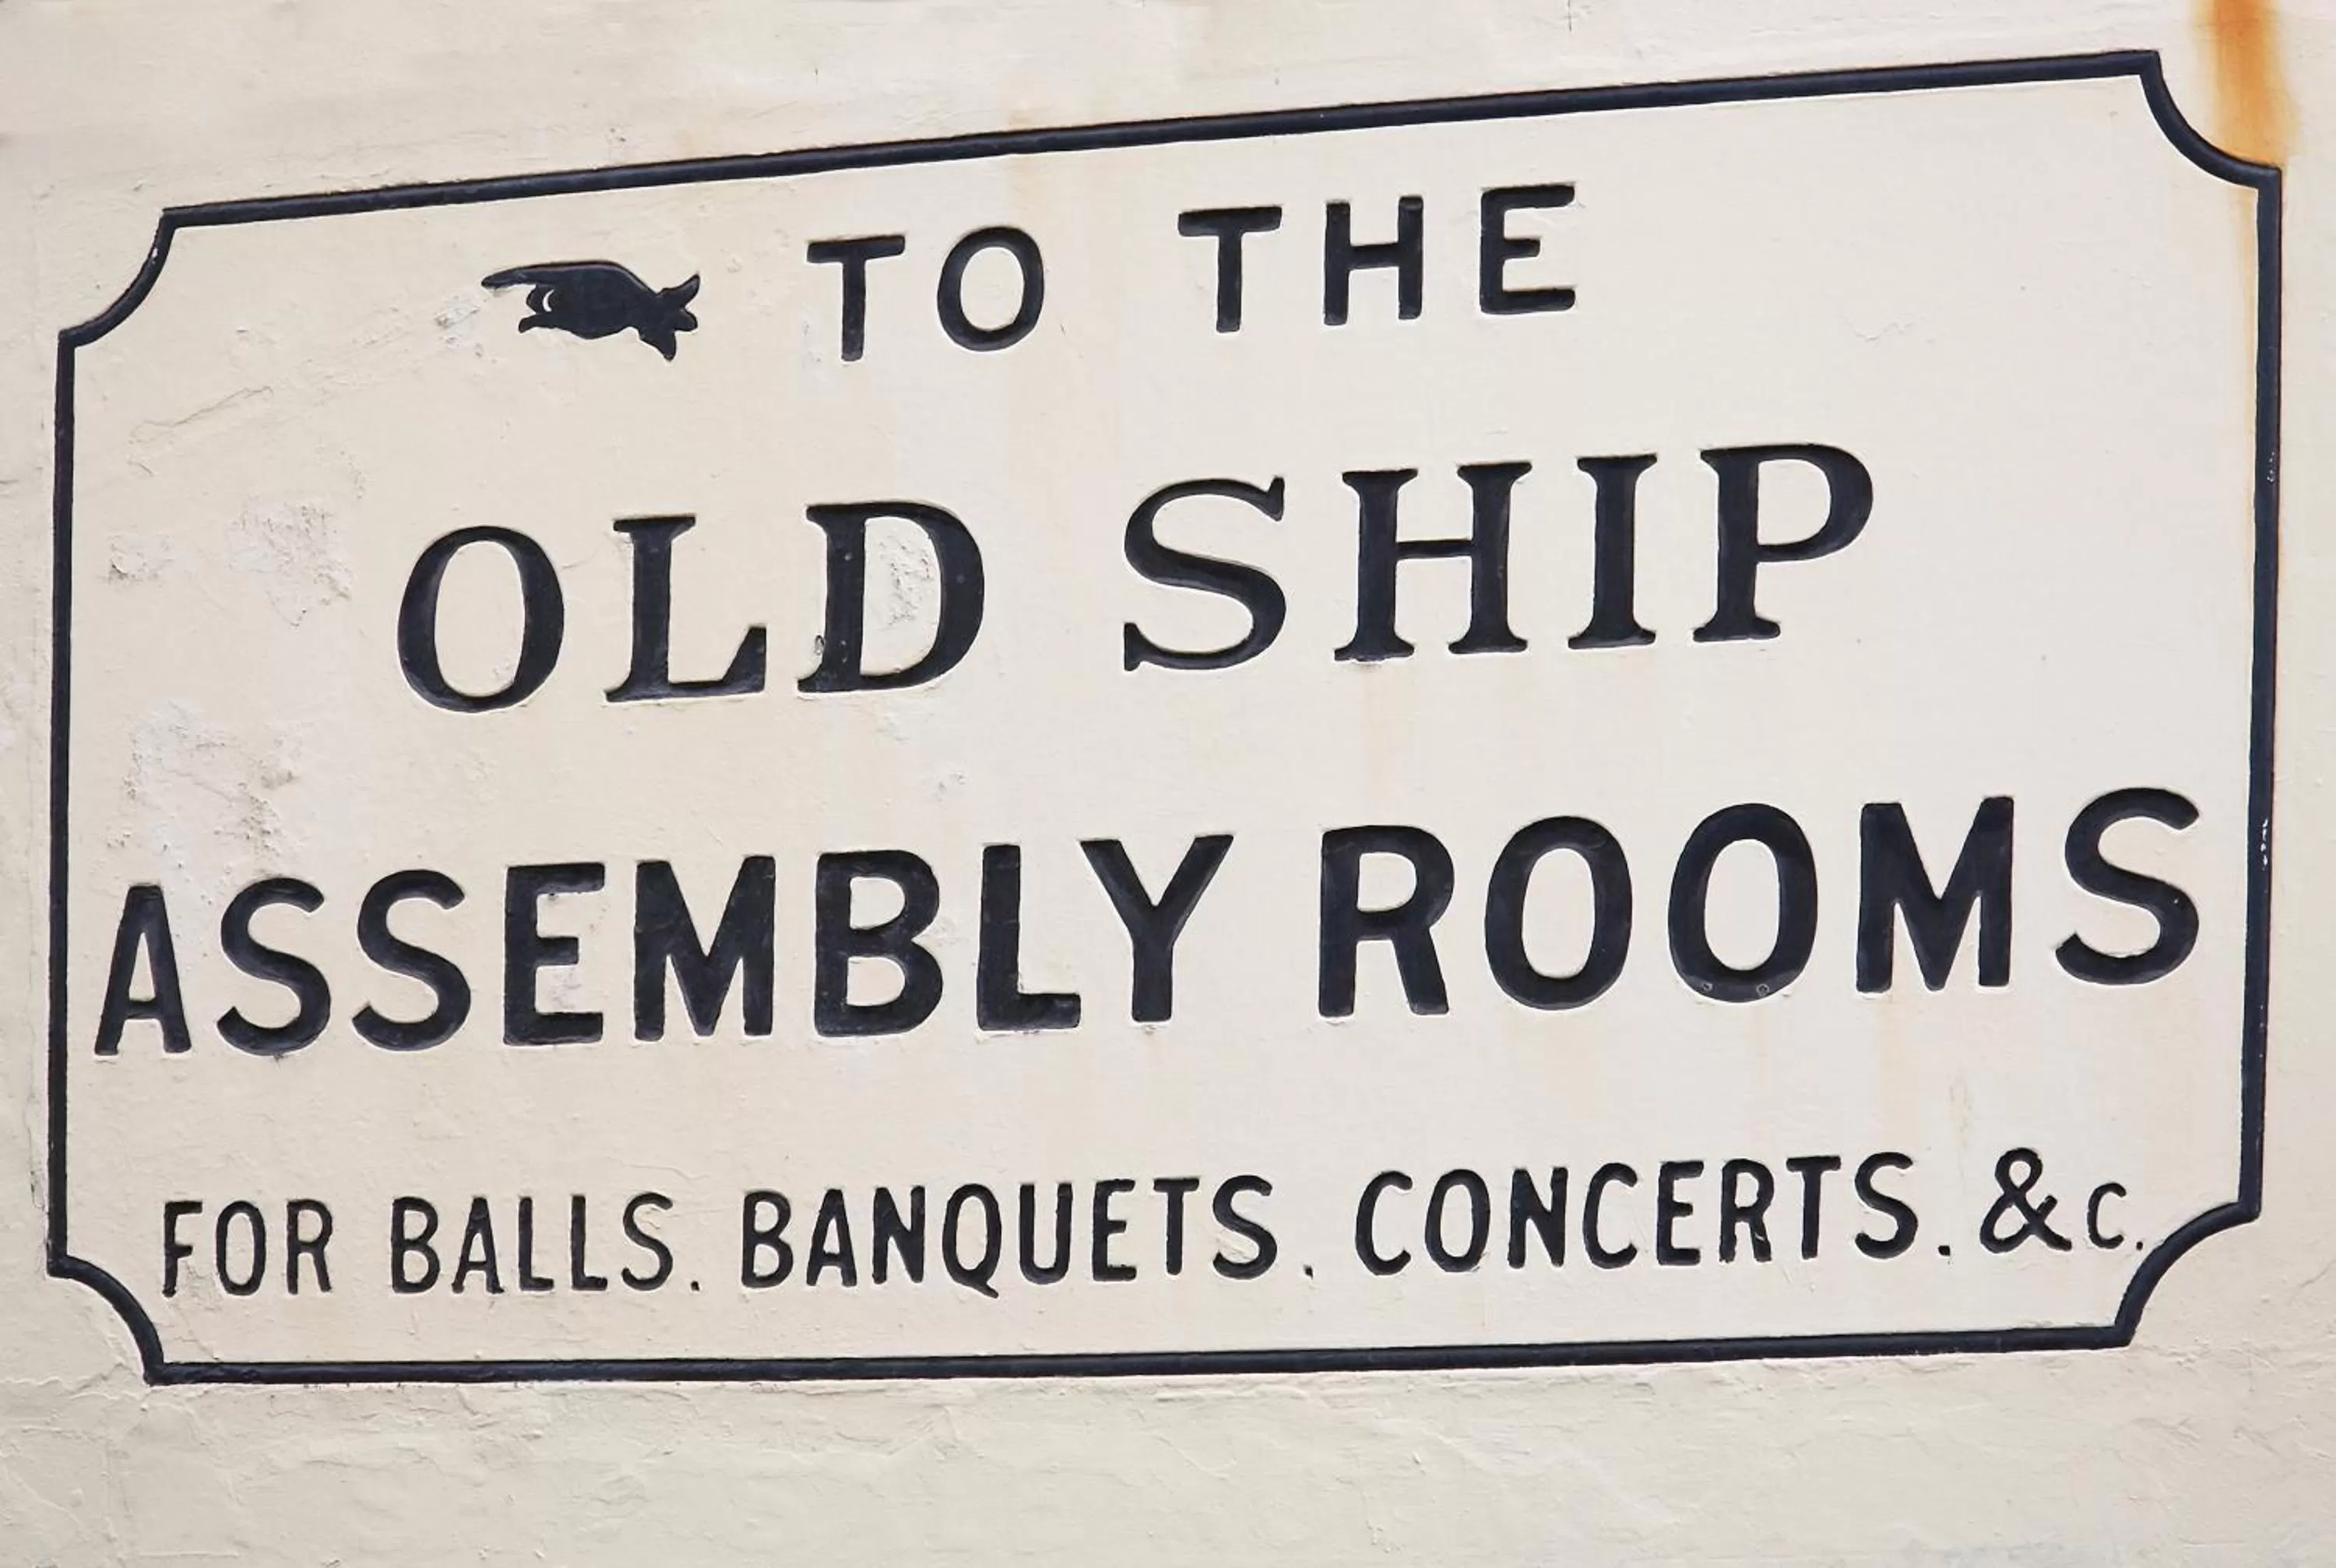 TO THE
OLD SHIP
ASSEMBLY ROOMS
FOR BALLS. BANQUETS. CONCERTS. &C.